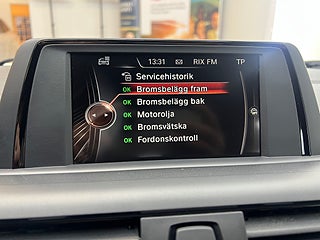 13:31 RIX FM TP
Servicehistorik
OK Bromsbelägg fram
OK Bromsbelägg bak
OK Motorolja
OK Bromsvätska
OK Fordonskontroll